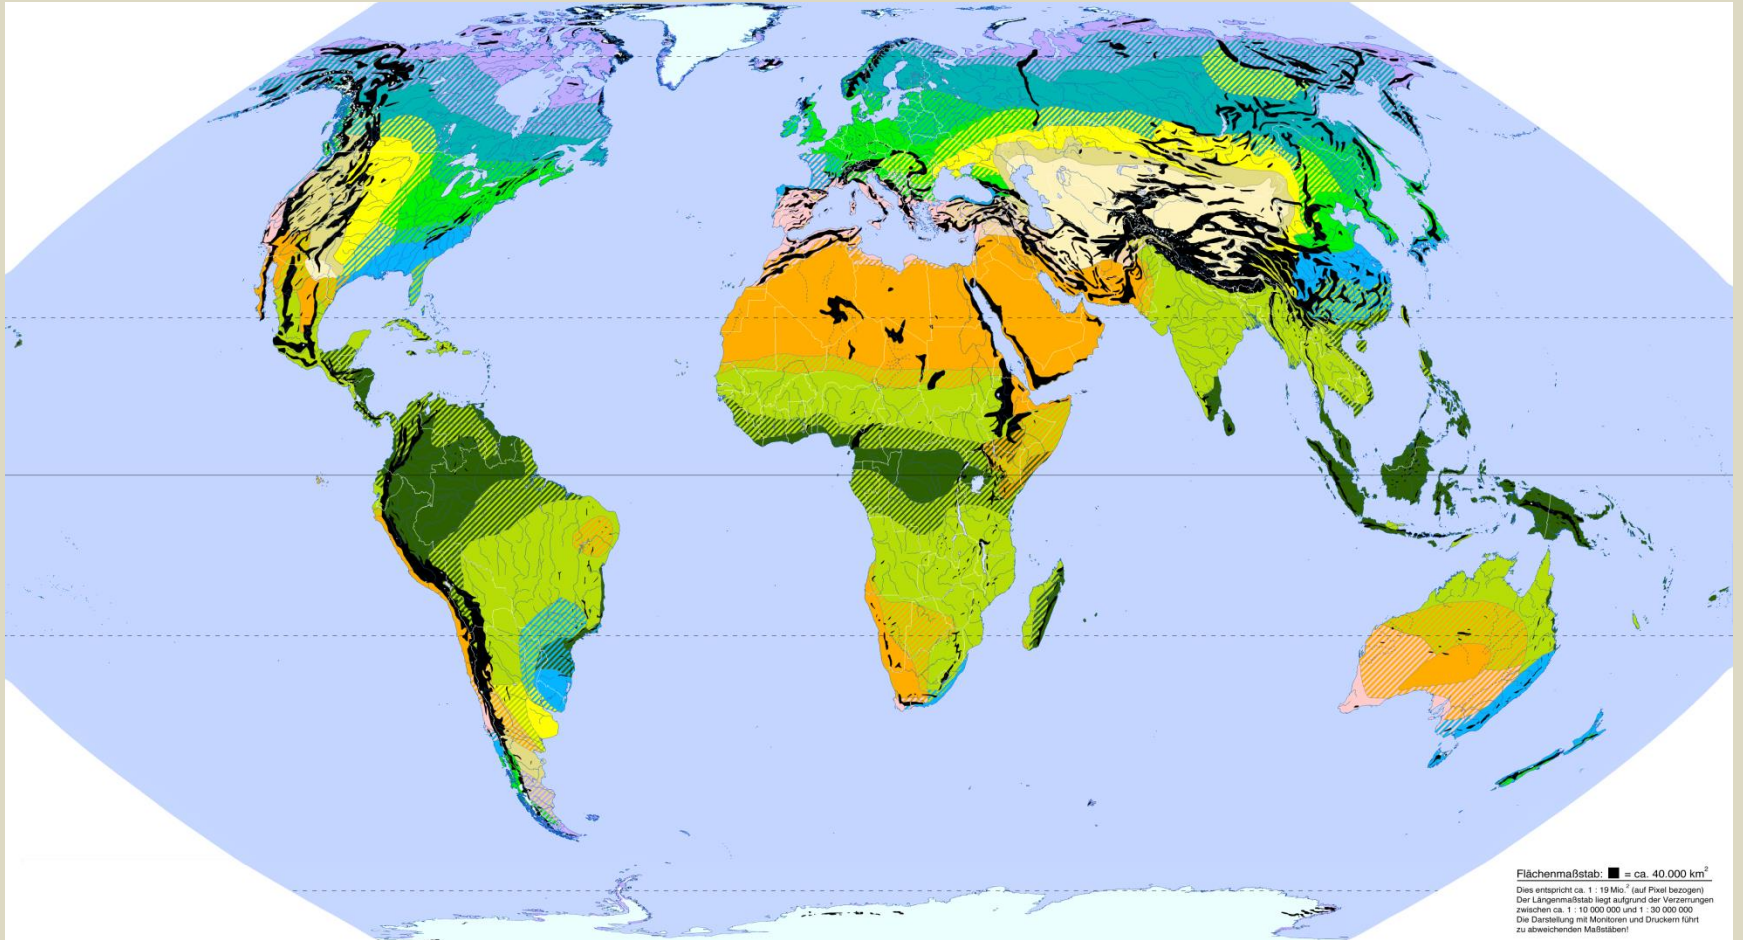 Flächenmaßstab: = ca. 40.000 km²
Dies entspricht ca. 1 : 19 Mio.² (auf Pixel bezogen)
Der Längenmaßstab liegt aufgrund der Verzerrungen
zwischen ca. 1 : 10 000 000 und 1 : 30 000 000
Die Darstellung mit Monitoren und Druckern führt
zu abweichenden Maßstäben!